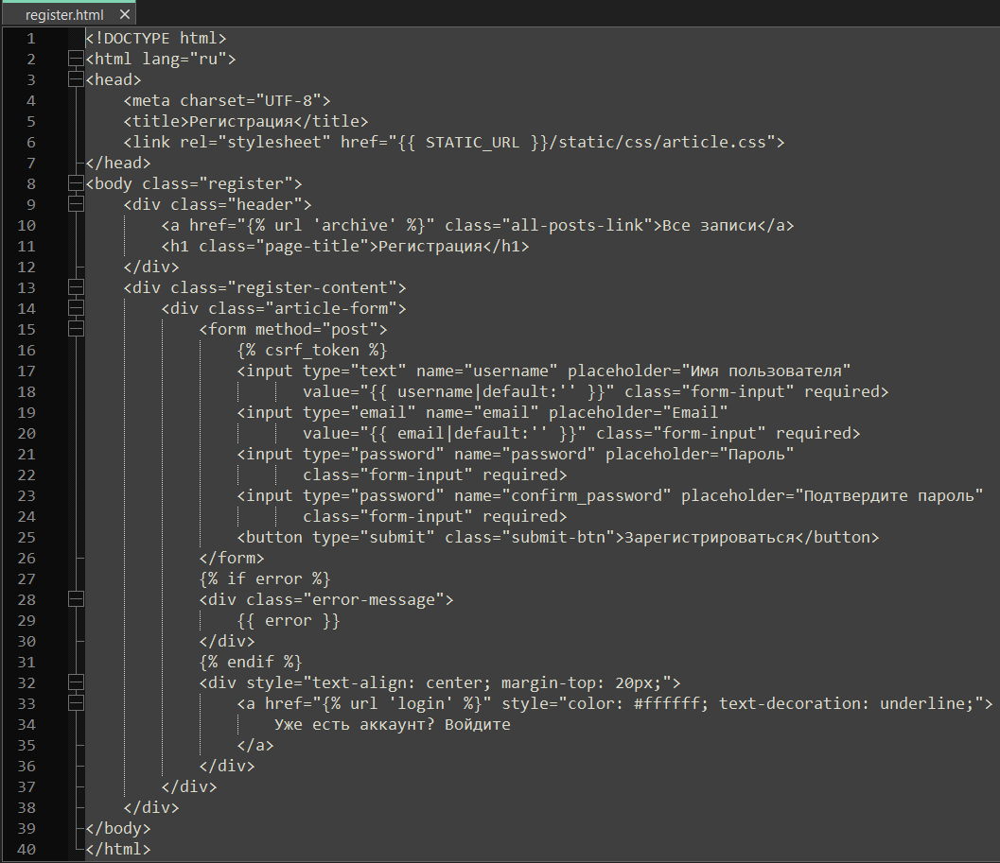 register.html ×
1 <!DOCTYPE html>
2 <html lang="ru">
3 <head>
4     <meta charset="UTF-8">
5     <title>Регистрация</title>
6     <link rel="stylesheet" href="{{ STATIC_URL }}/static/css/article.css">
7 </head>
8 <body class="register">
9     <div class="header">
10         <a href="{% url 'archive' %}" class="all-posts-link">Все записи</a>
11         <h1 class="page-title">Регистрация</h1>
12     </div>
13     <div class="register-content">
14         <div class="article-form">
15             <form method="post">
16                 {% csrf_token %}
17                 <input type="text" name="username" placeholder="Имя пользователя"
18                        value="{{ username|default:'' }}" class="form-input" required>
19                 <input type="email" name="email" placeholder="Email"
20                        value="{{ email|default:'' }}" class="form-input" required>
21                 <input type="password" name="password" placeholder="Пароль"
22                        class="form-input" required>
23                 <input type="password" name="confirm_password" placeholder="Подтвердите пароль"
24                        class="form-input" required>
25                 <button type="submit" class="submit-btn">Зарегистрироваться</button>
26             </form>
27             {% if error %}
28             <div class="error-message">
29                 {{ error }}
30             </div>
31             {% endif %}
32             <div style="text-align: center; margin-top: 20px;">
33                 <a href="{% url 'login' %}" style="color: #ffffff; text-decoration: underline;">
34                     Уже есть аккаунт? Войдите
35                 </a>
36             </div>
37         </div>
38     </div>
39 </body>
40 </html>